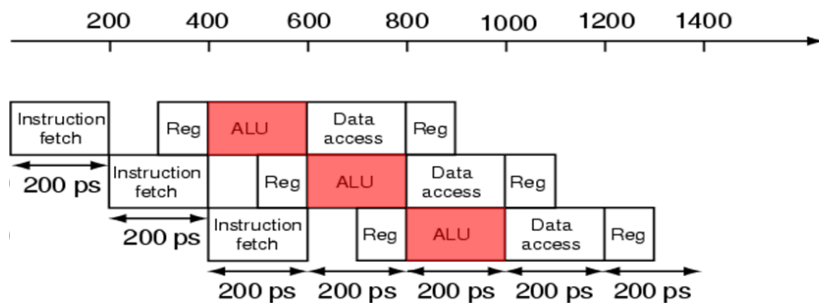 200 400 600 800 1000 1200 1400
Instruction fetch Reg ALU Data access Reg
200 ps Instruction fetch Reg ALU Data access Reg
200 ps Instruction fetch Reg ALU Data access Reg
200 ps 200 ps 200 ps 200 ps 200 ps